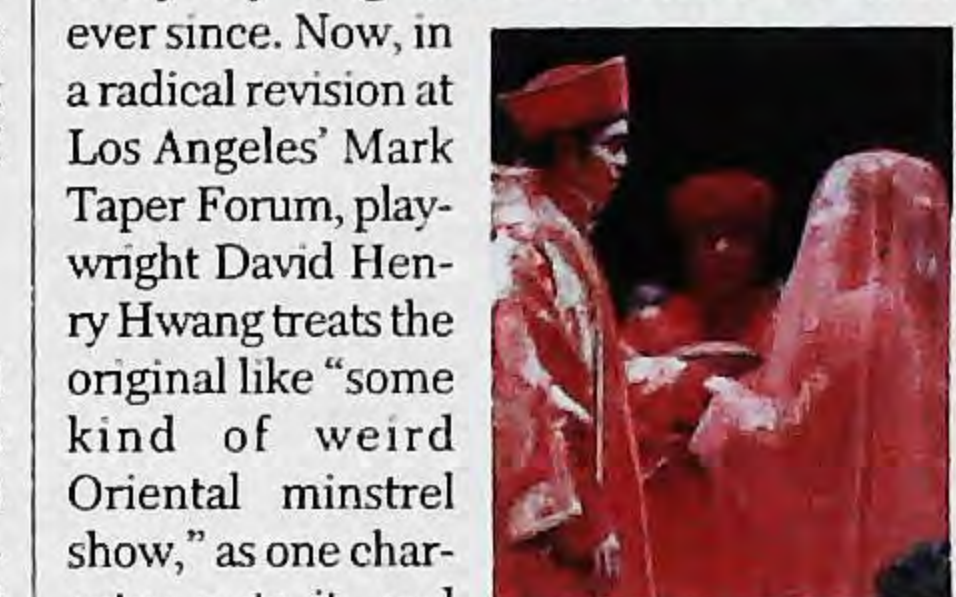 ever since. Now, in
a radical revision at
Los Angeles’ Mark
Taper Forum, play-
wright David Hen-
ry Hwang treats the
original like “some
kind of weird
Oriental minstrel
show,” as one char-